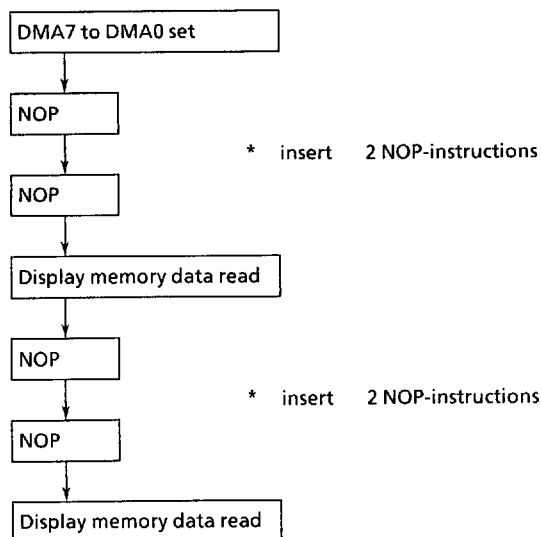 DMA7 to DMA0 set
NOP
* insert 2 NOP-instructions
NOP
Display memory data read
NOP
* insert 2 NOP-instructions
NOP
Display memory data read